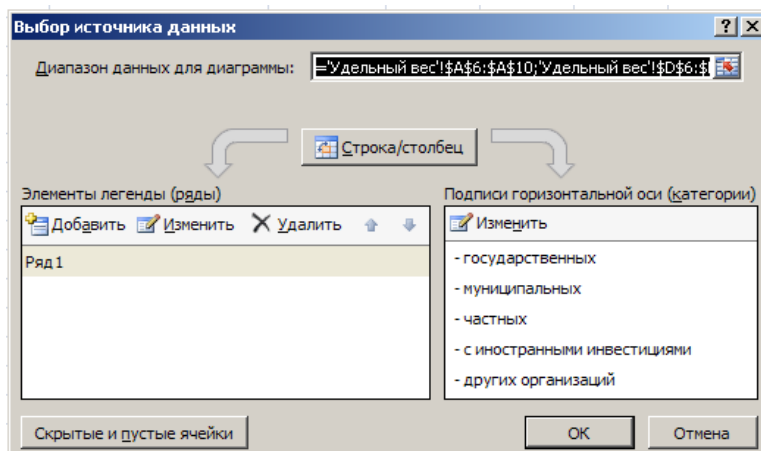 Выбор источника данных
Диапазон данных для диаграммы: ='Удельный вес'!$A$6:$A$10;'Удельный вес'!$D$6:$
Строка/столбец
Элементы легенды (ряды)
Добавить Изменить Удалить
Ряд1
Подписи горизонтальной оси (категории)
Изменить
- государственных
- муниципальных
- частных
- с иностранными инвестициями
- других организаций
Скрытые и пустые ячейки
ОК Отмена